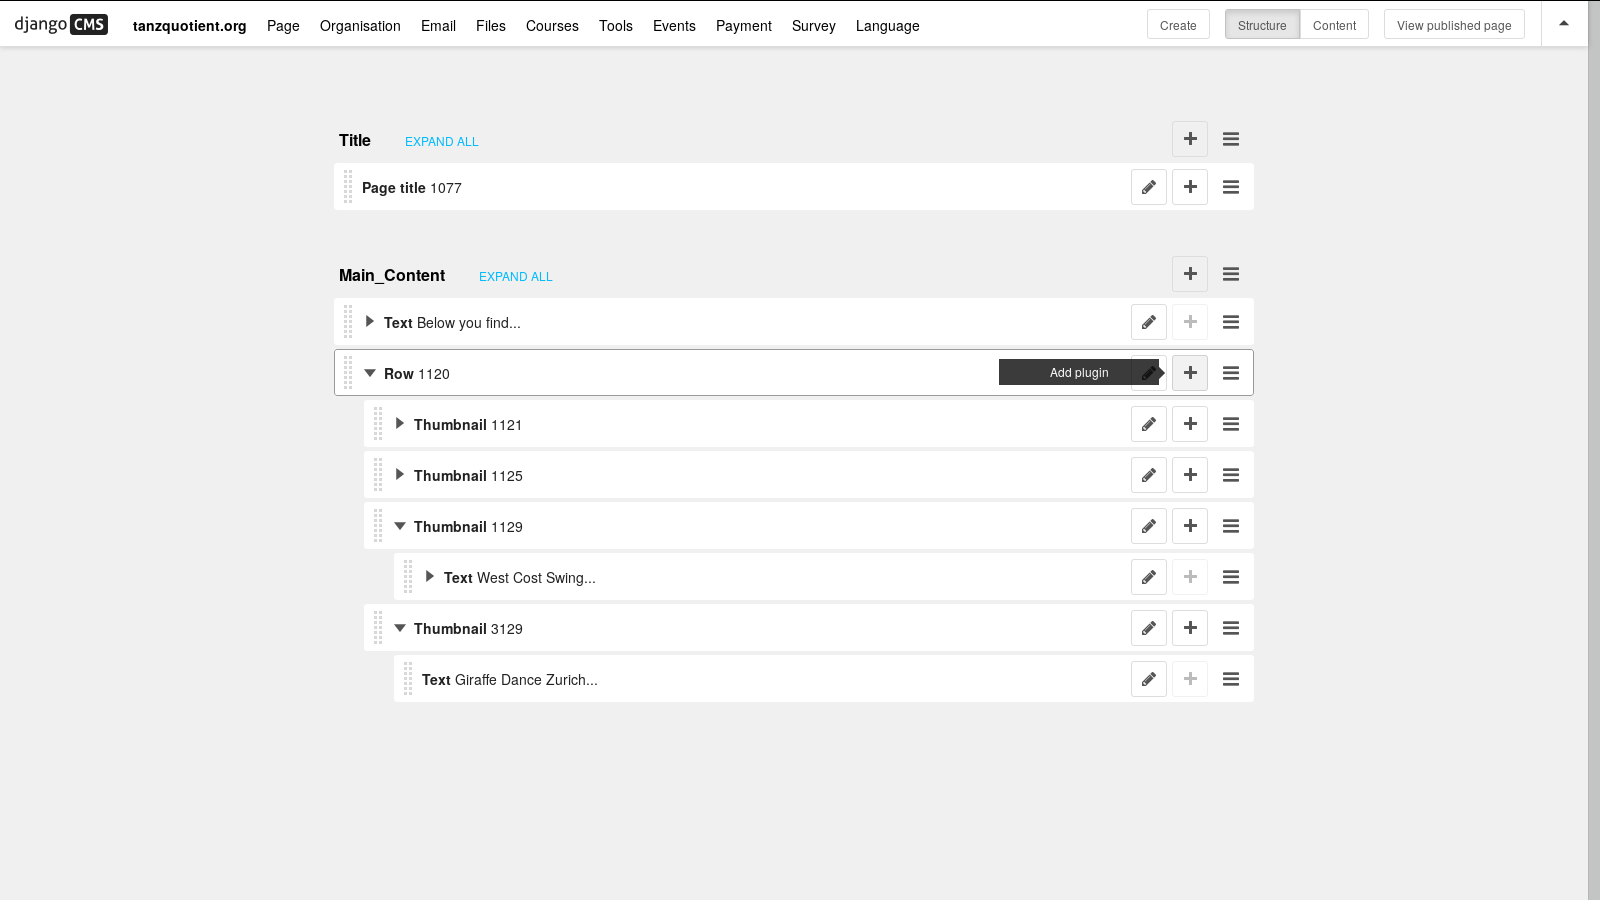 django CMS tanzquotient.org Page Organisation Email Files Courses Tools Events Payment Survey Language Create Structure Content View published page
Title EXPAND ALL
Page title 1077
Main_Content EXPAND ALL
Text Below you find...
Row 1120 Add plugin
Thumbnail 1121
Thumbnail 1125
Thumbnail 1129
Text West Cost Swing...
Thumbnail 3129
Text Giraffe Dance Zurich...